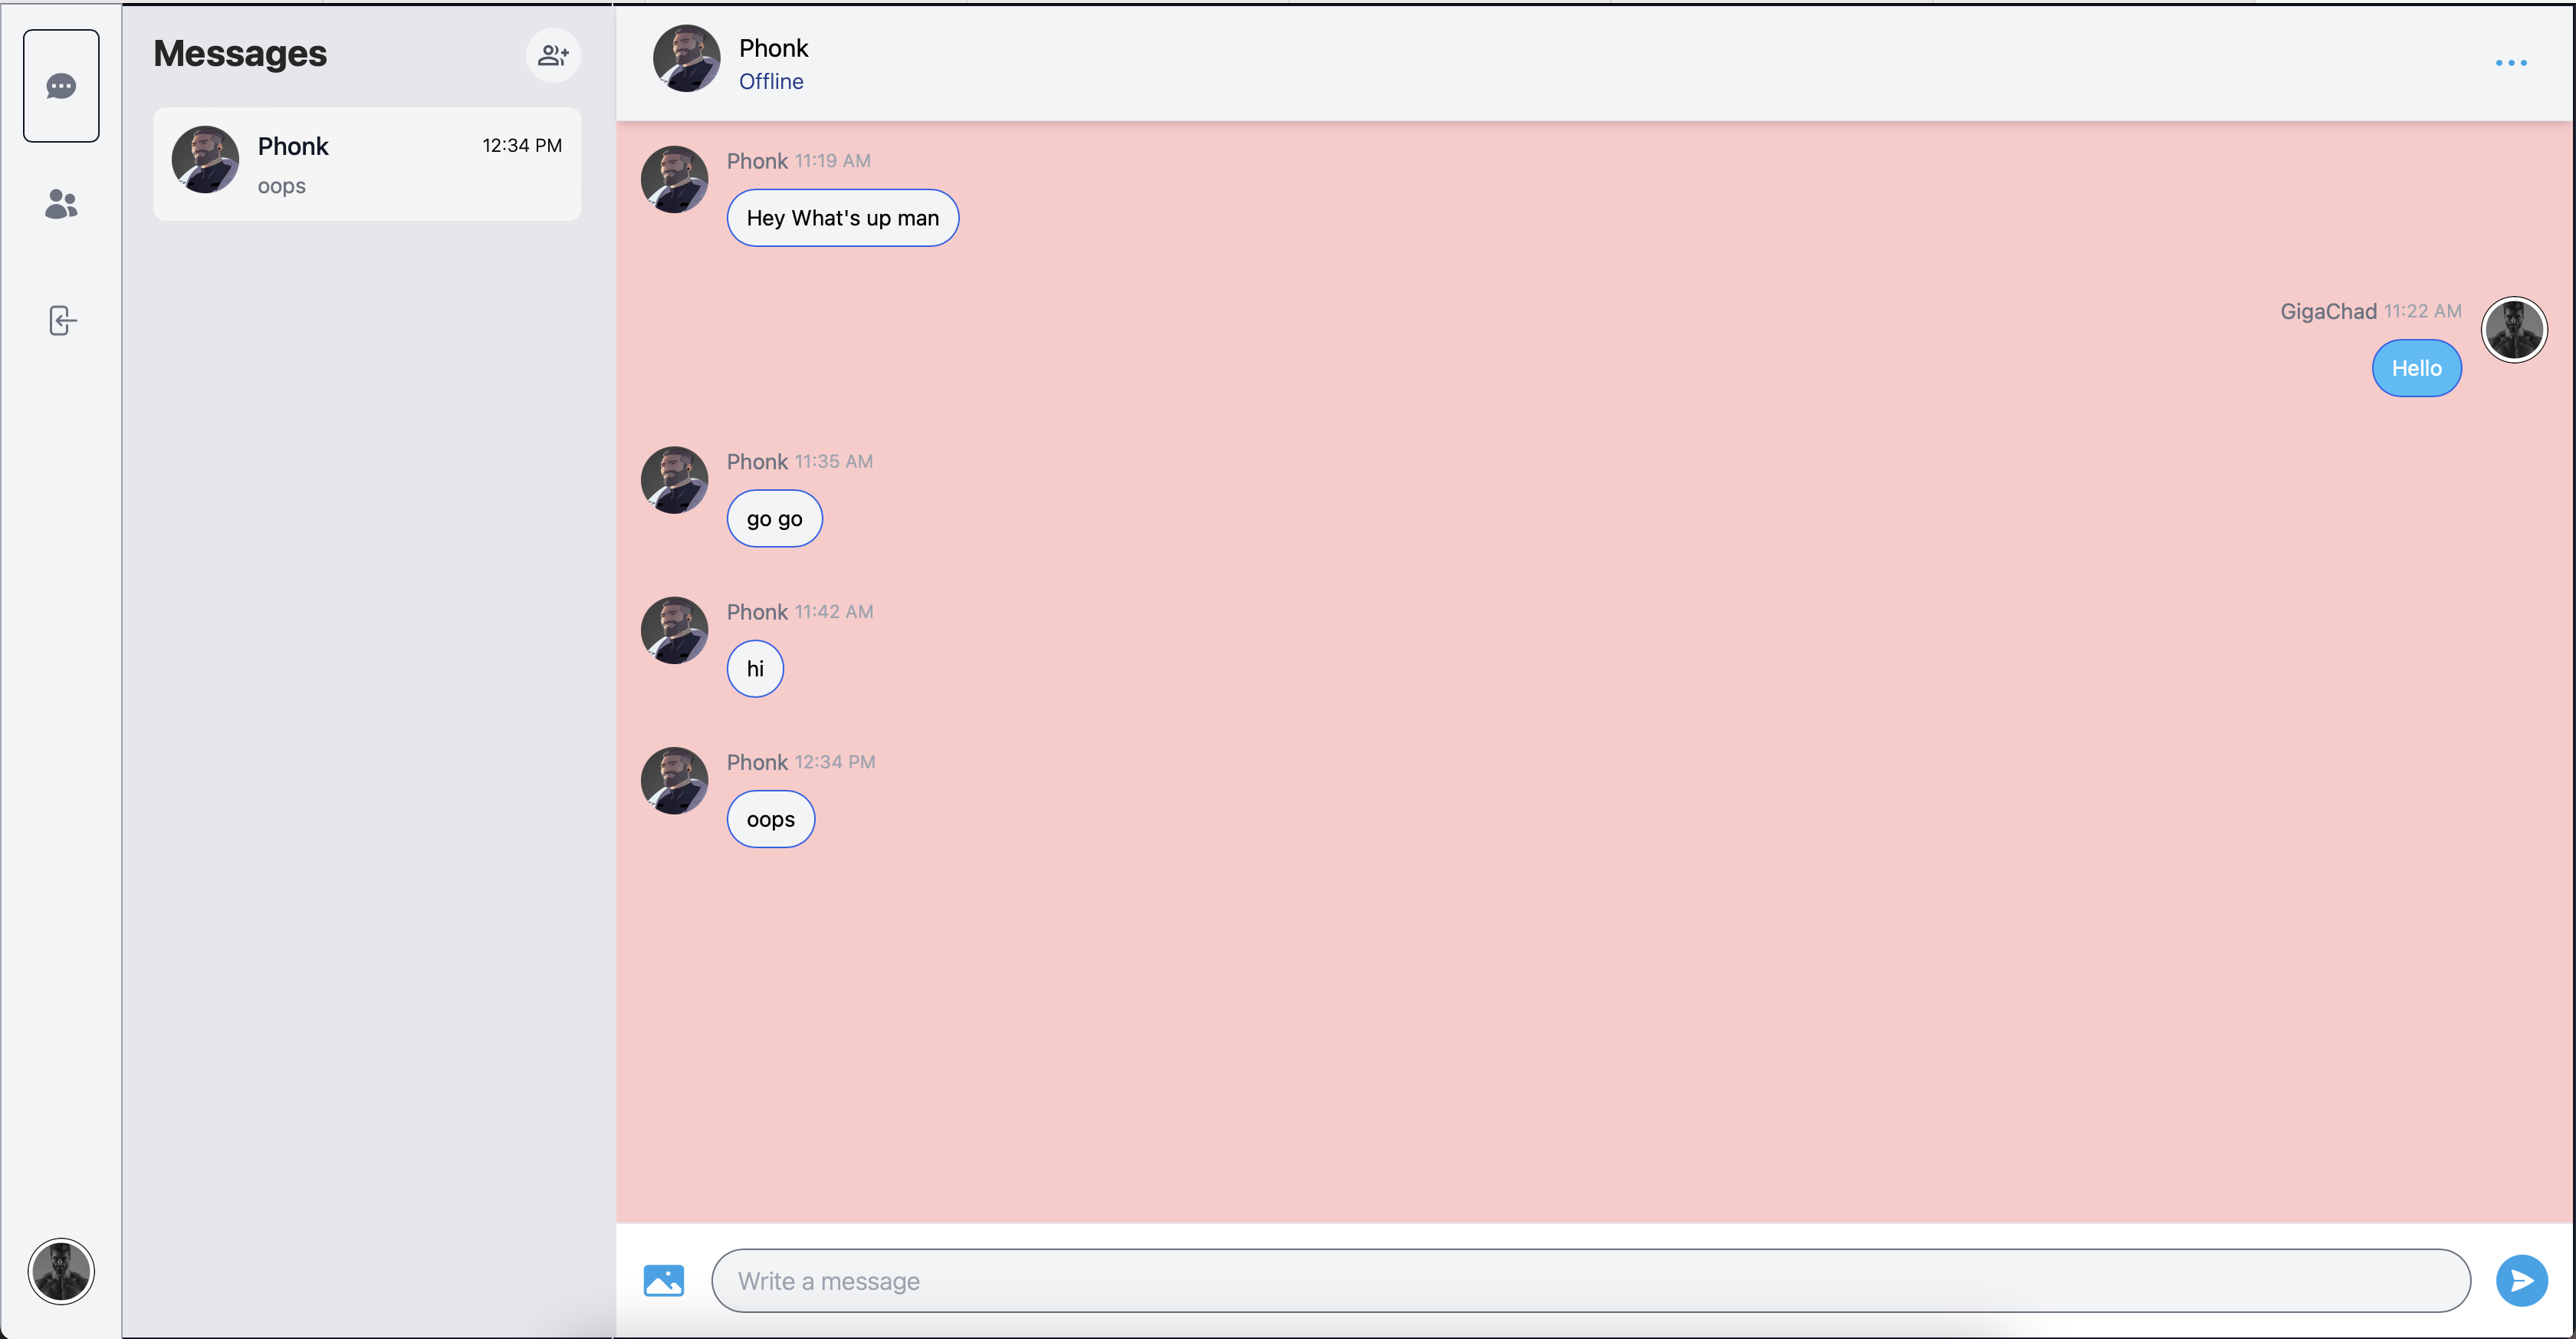 Messages
Phonk 12:34 PM
oops
Phonk
Offline
Phonk 11:19 AM
Hey What's up man
GigaChad 11:22 AM
Hello
Phonk 11:35 AM
go go
Phonk 11:42 AM
hi
Phonk 12:34 PM
oops
Write a message